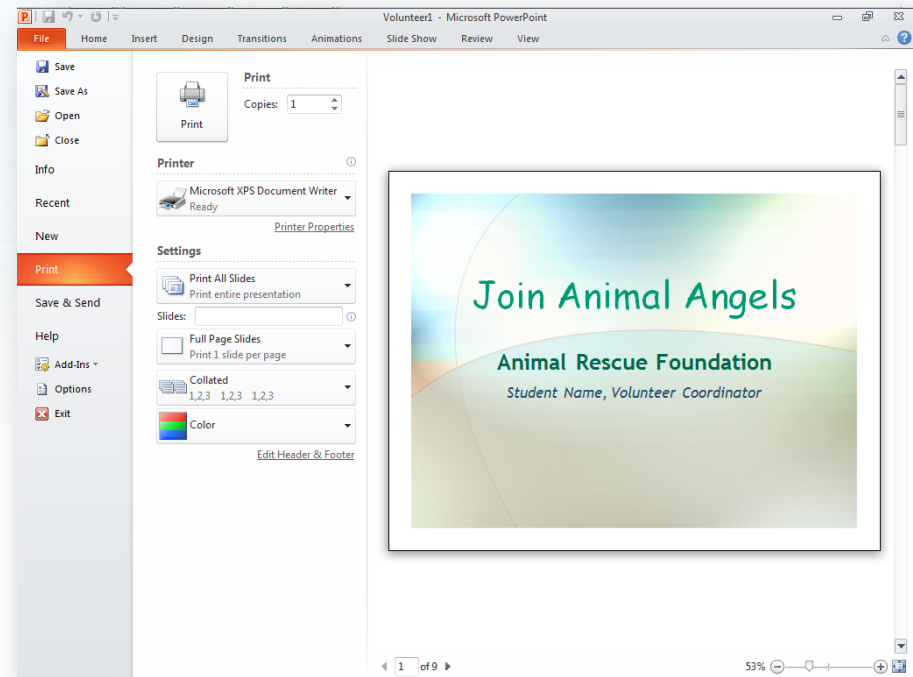 Volunteer1 - Microsoft PowerPoint
File Home Insert Design Transitions Animations Slide Show Review View
Save
Save As
Open
Close
Info
Recent
New
Print
Save & Send
Help
Add-Ins
Options
Exit
Print
Print
Copies: 1
Printer
Microsoft XPS Document Writer
Ready
Printer Properties
Settings
Print All Slides
Print entire presentation
Slides:
Full Page Slides
Print 1 slide per page
Collated
1,2,3 1,2,3 1,2,3
Color
Edit Header & Footer
Join Animal Angels
Animal Rescue Foundation
Student Name, Volunteer Coordinator
1 of 9
53%